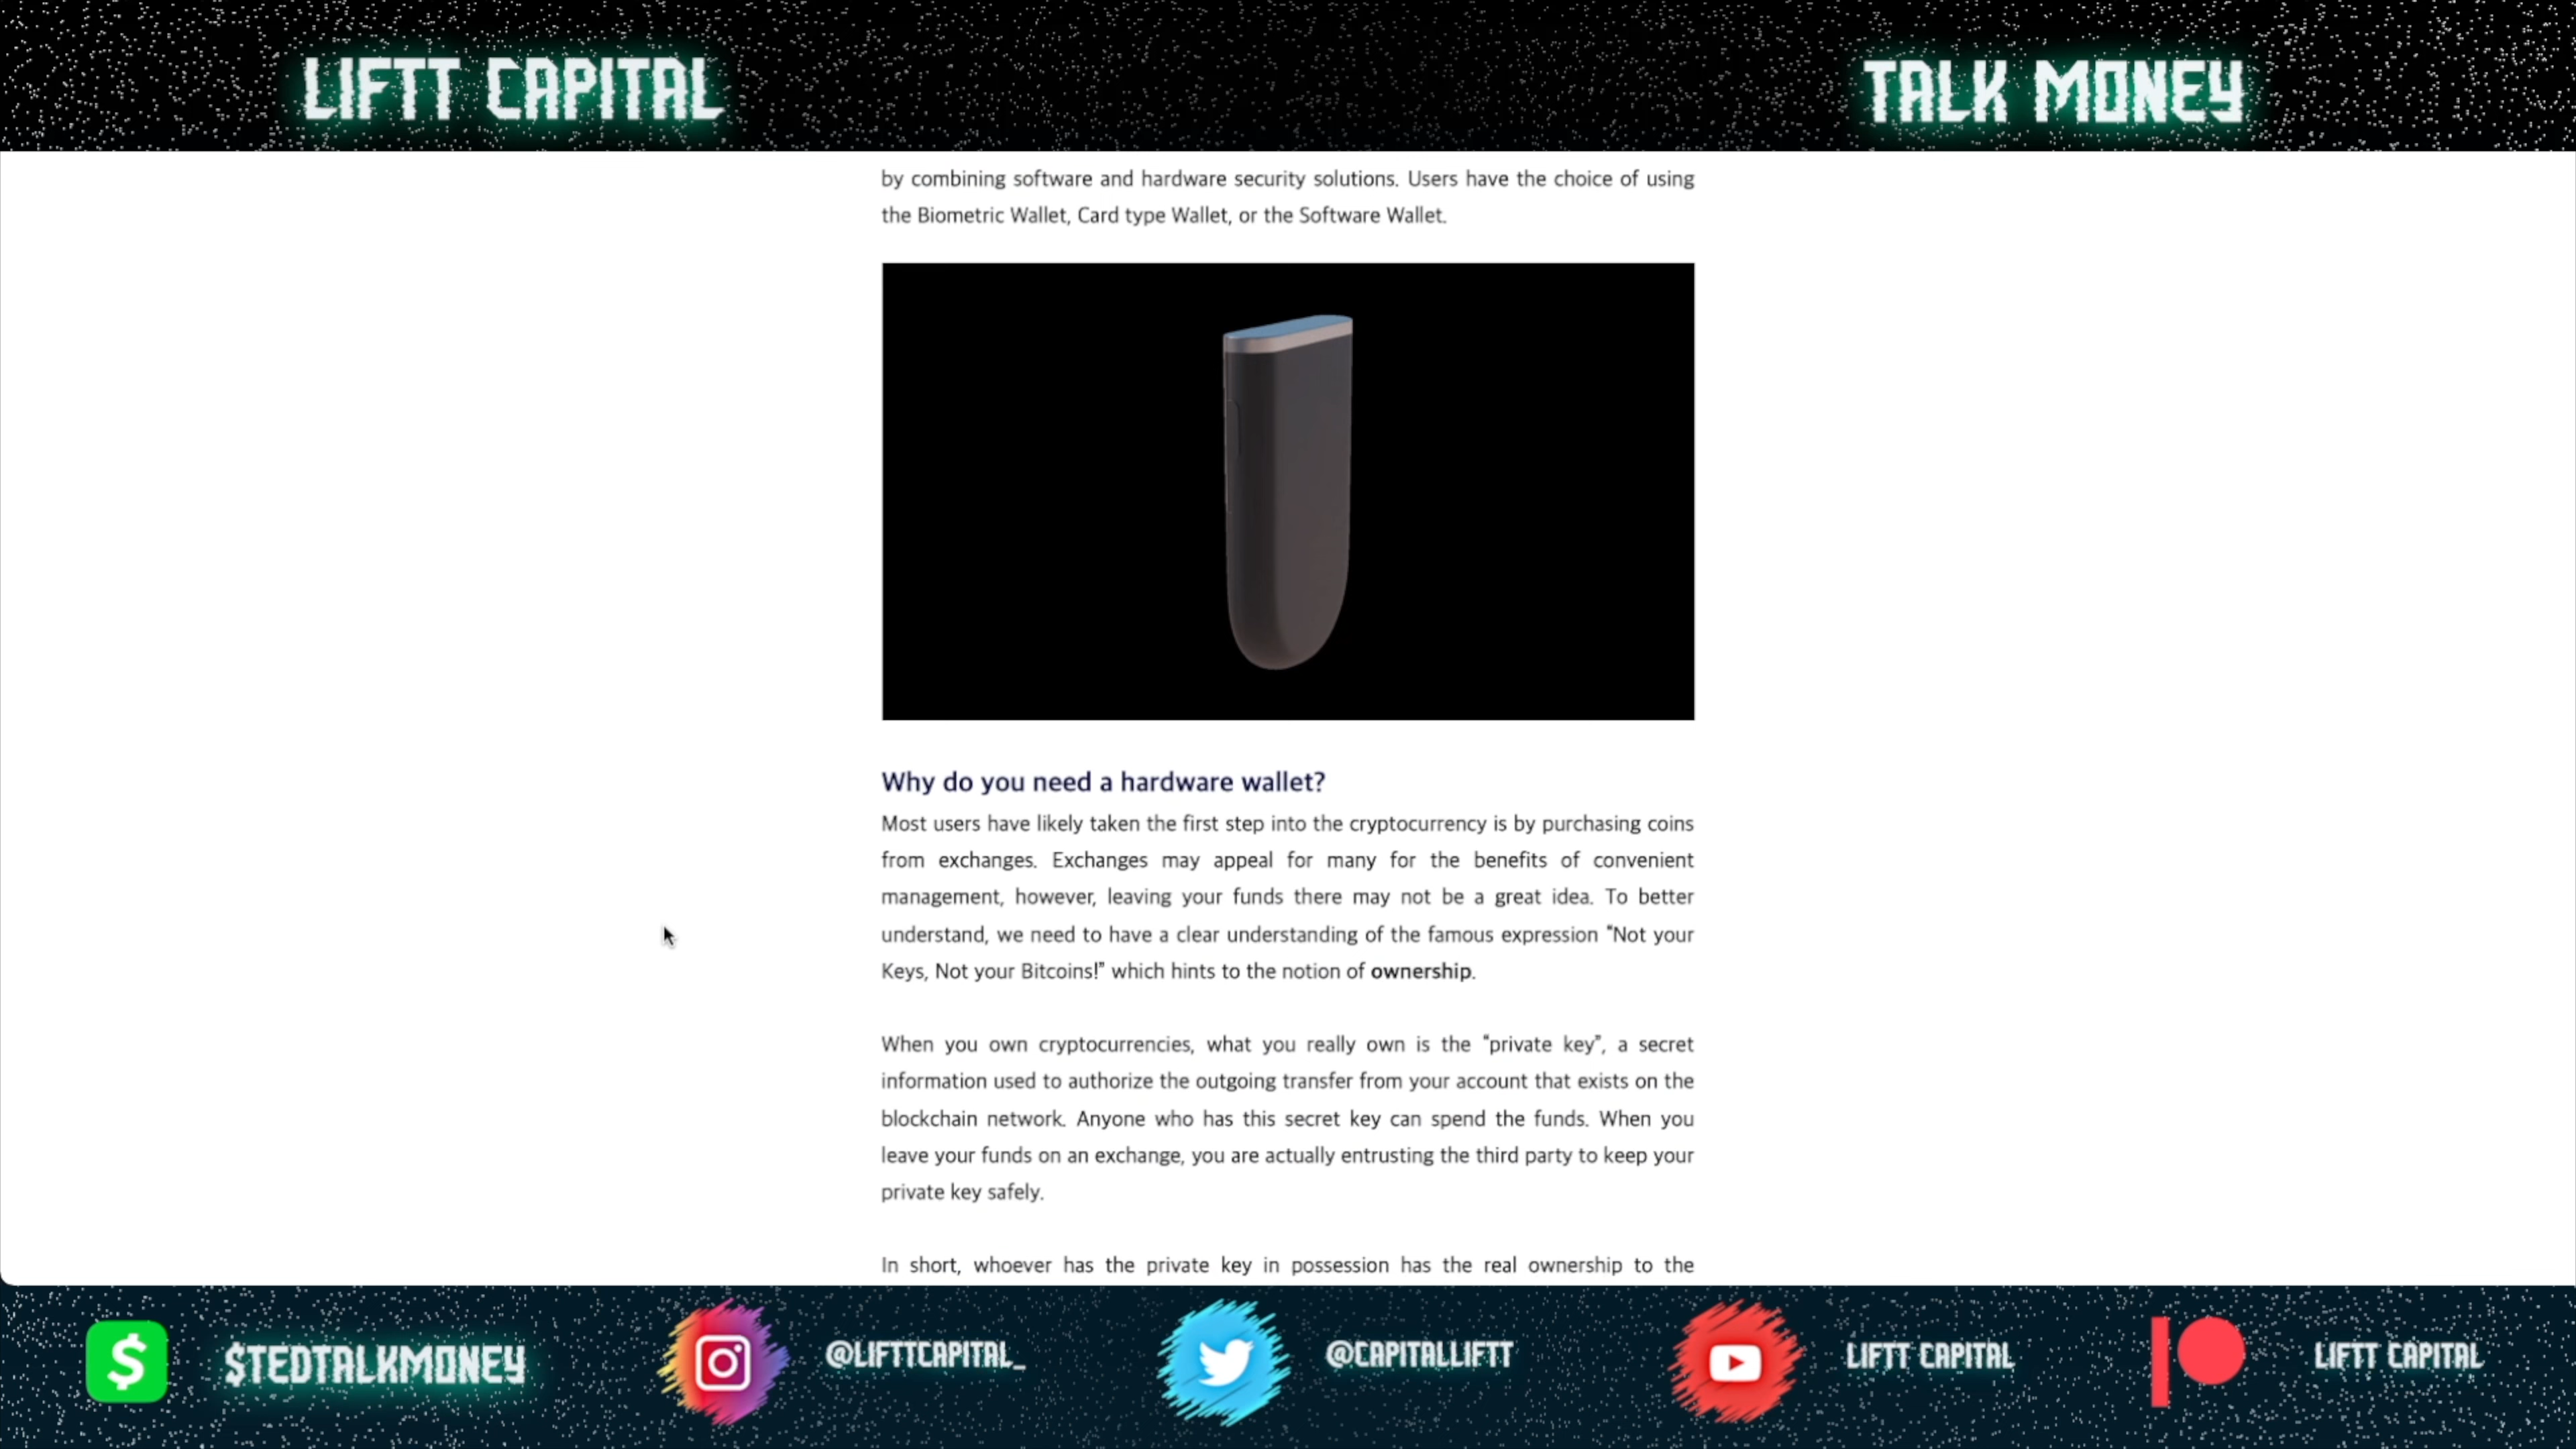 LIFTT CAPITAL
TALK MONEY
by combining software and hardware security solutions. Users have the choice of using
the Biometric Wallet, Card type Wallet, or the Software Wallet.
Why do you need a hardware wallet?
Most users have likely taken the first step into the cryptocurrency is by purchasing coins
from exchanges. Exchanges may appeal for many for the benefits of convenient
management, however, leaving your funds there may not be a great idea. To better
understand, we need to have a clear understanding of the famous expression “Not your
Keys, Not your Bitcoins!” which hints to the notion of ownership.
When you own cryptocurrencies, what you really own is the “private key”, a secret
information used to authorize the outgoing transfer from your account that exists on the
blockchain network. Anyone who has this secret key can spend the funds. When you
leave your funds on an exchange, you are actually entrusting the third party to keep your
private key safely.
In short, whoever has the private key in possession has the real ownership to the
$TEDTALKMONEY
@LIFTTCAPITAL_
@CAPITALLIFTT
LIFTT CAPITAL
LIFTT CAPITAL